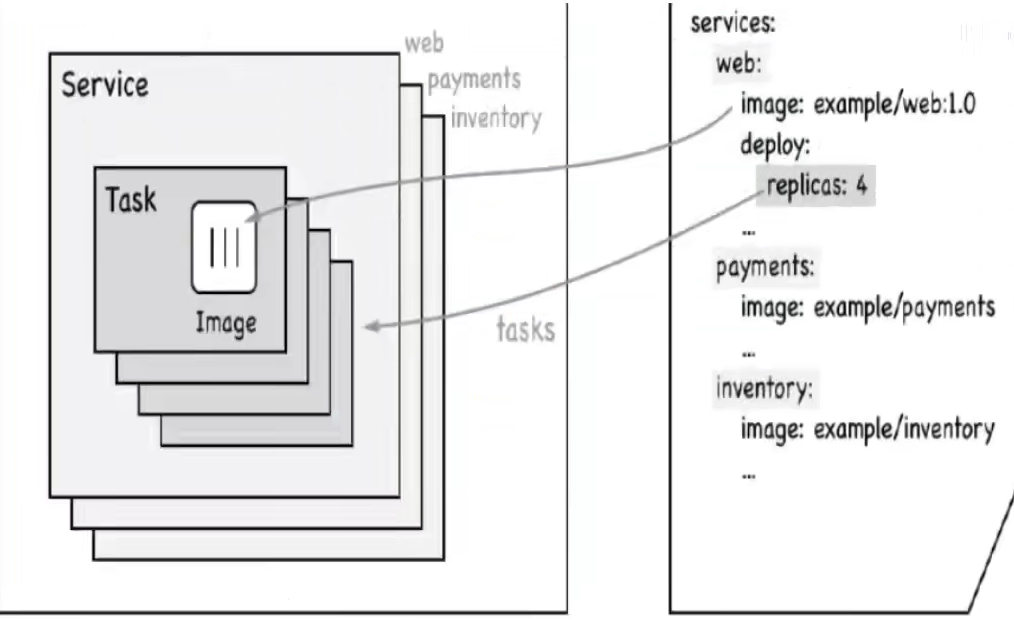 web
Service
payments
inventory
Task
Image
tasks
services:
web:
image: example/web:1.0
deploy:
replicas: 4
...
payments:
image: example/payments
...
inventory:
image: example/inventory
...